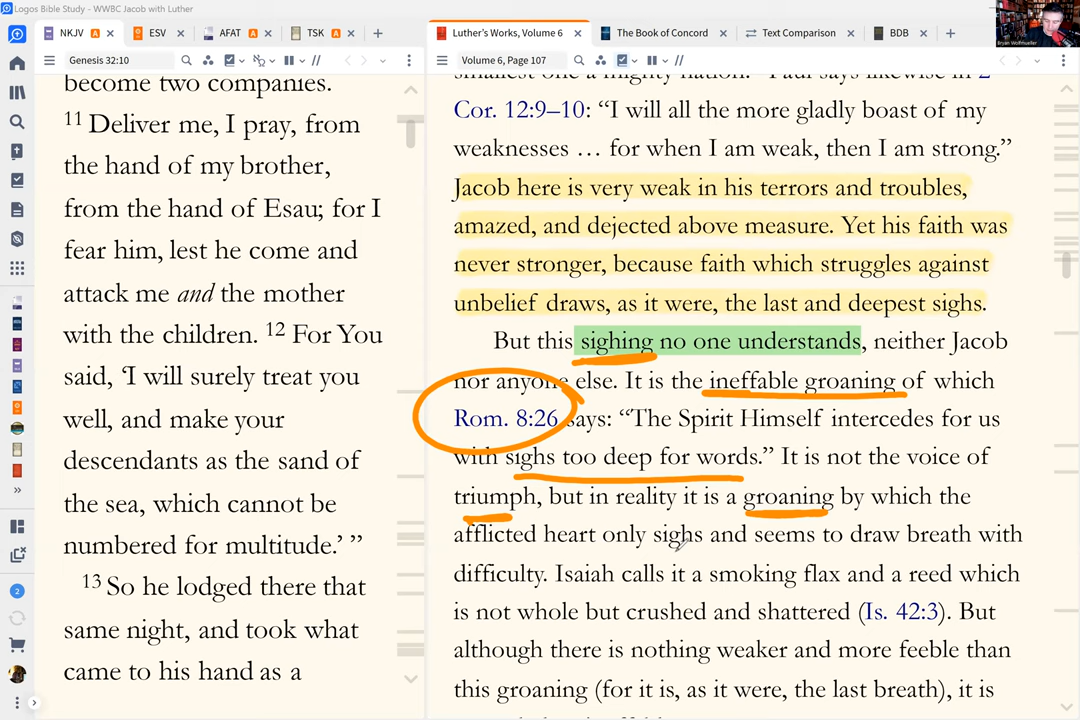 Logos Bible Study - WWBC Jacob with Luther
NKJV A
ESV
AFAT A
TSK A
Genesis 32:10
become two companies.
11 Deliver me, I pray, from
the hand of my brother,
from the hand of Esau; for I
fear him, lest he come and
attack me and the mother
with the children. 12 For You
said, ‘I will surely treat you
well, and make your
descendants as the sand of
the sea, which cannot be
numbered for multitude.’ ”
13 So he lodged there that
same night, and took what
came to his hand as a
2
Luther’s Works, Volume 6
The Book of Concord
Text Comparison
BDB
Volume 6, Page 107
smallest one a mighty nation.” Paul says likewise in 2
Cor. 12:9–10: “I will all the more gladly boast of my
weaknesses … for when I am weak, then I am strong.”
Jacob here is very weak in his terrors and troubles,
amazed, and dejected above measure. Yet his faith was
never stronger, because faith which struggles against
unbelief draws, as it were, the last and deepest sighs.
But this sighing no one understands, neither Jacob
nor anyone else. It is the ineffable groaning of which
Rom. 8:26 says: “The Spirit Himself intercedes for us
with sighs too deep for words.” It is not the voice of
triumph, but in reality it is a groaning by which the
afflicted heart only sighs and seems to draw breath with
difficulty. Isaiah calls it a smoking flax and a reed which
is not whole but crushed and shattered (Is. 42:3). But
although there is nothing weaker and more feeble than
this groaning (for it is, as it were, the last breath), it is
Bryan Wolfmueller